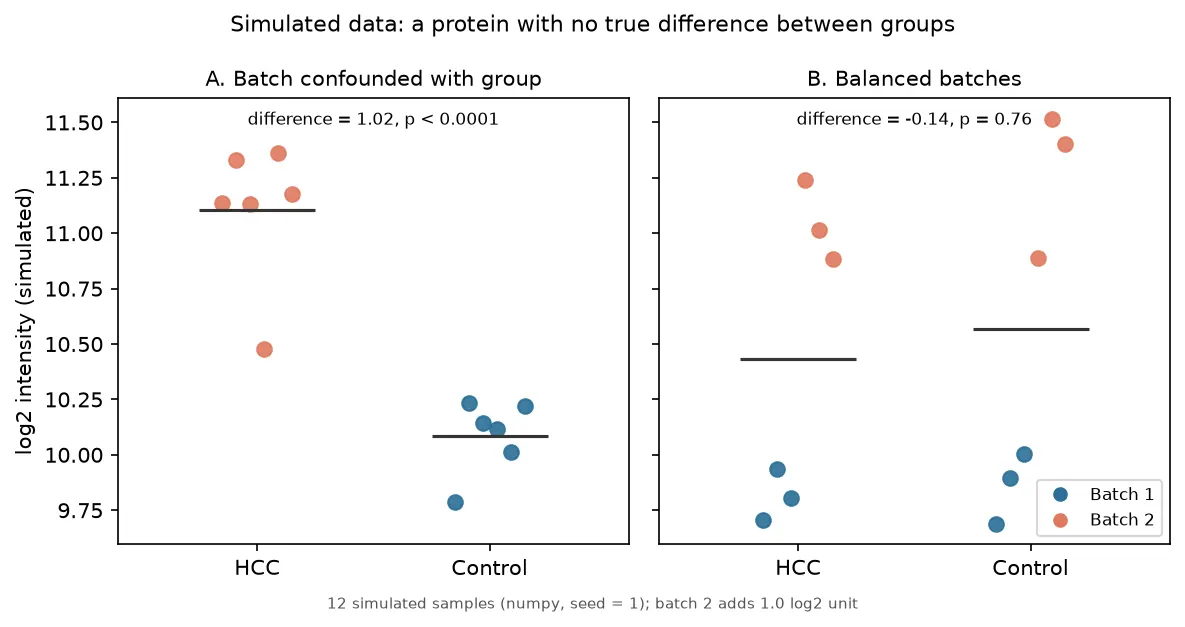 Simulated data: a protein with no true difference between groups
A. Batch confounded with group
difference = 1.02, p < 0.0001
log2 intensity (simulated)
11.50
11.25
11.00
10.75
10.50
10.25
10.00
9.75
HCC
Control
B. Balanced batches
difference = -0.14, p = 0.76
Batch 1
Batch 2
HCC
Control
12 simulated samples (numpy, seed = 1); batch 2 adds 1.0 log2 unit